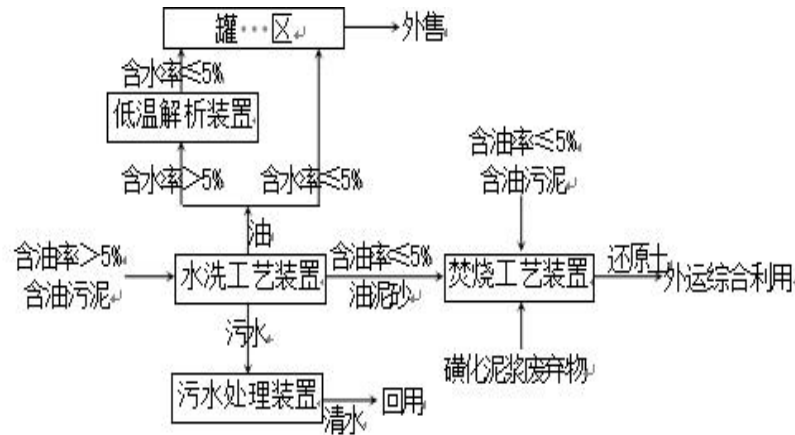 罐…区
外售
含水率≤5%
低温解析装置
含水率>5%
含水率≤5%
含油率≤5%
含油污泥
油
含油率>5%
含油污泥
水洗工艺装置
含油率≤5%
油泥砂
焚烧工艺装置
还原土
外运综合利用
污水
磺化泥浆废弃物
污水处理装置
清水
回用